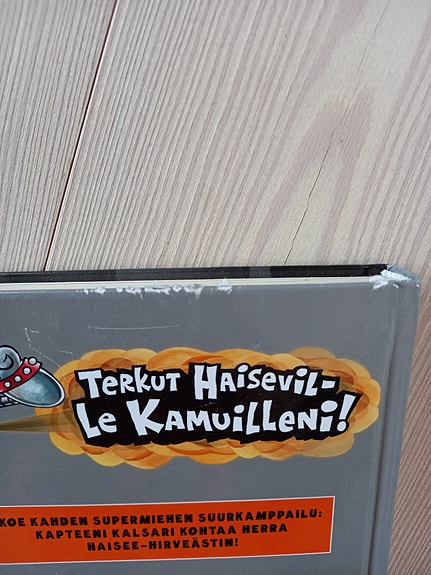 TERKUT HAISEVIL-
LE KAMUILLENI!
KOE KAHDEN SUPERMIEHEN SUURKAMPPAILU:
KAPTEENI KALSARI KOHTAA HERRA
HAISEE-HIRVEÄSTIN!